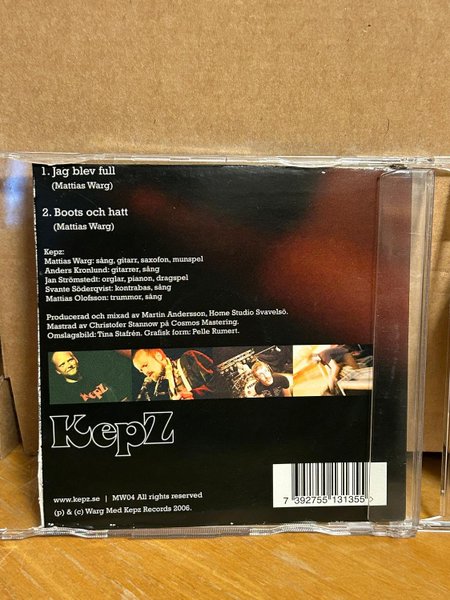 1. Jag blev full
(Mattias Warg)
2. Boots och hatt
(Mattias Warg)
Kepz:
Mattias Warg: sång, gitarr, saxofon, munspel
Anders Kronlund: gitarrer, sång
Jan Strömstedt: orglar, pianon, dragspel
Svante Söderqvist: kontrabas, sång
Mattias Olofsson: trummor, sång
Producerad och mixad av Martin Andersson, Home Studio Svavelsö.
Mastrad av Christofer Stannow på Cosmos Mastering.
Omslagsbild: Tina Stafrén. Grafisk form: Pelle Rumert.
KepZ
KepZ
www.kepz.se | MW04 All rights reserved
(p) & (c) Warg Med Kepz Records 2006.
7 392755 131355 >